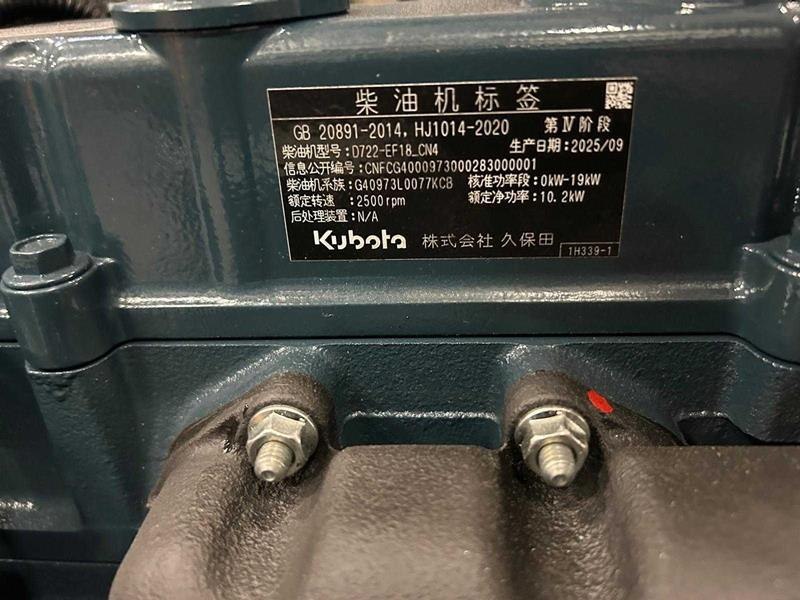 柴油机标签
GB 20891-2014, HJ1014-2020 第Ⅳ阶段
柴油机型号:D722-EF18_CN4 生产日期:2025/09
信息公开编号:CNFCG4000973000283000001
柴油机系族:G40973L0077KCB 核准功率段:0kW-19kW
额定转速:2500rpm 额定净功率:10.2kW
后处理装置:N/A
Kubota 株式会社 久保田
1H339-1